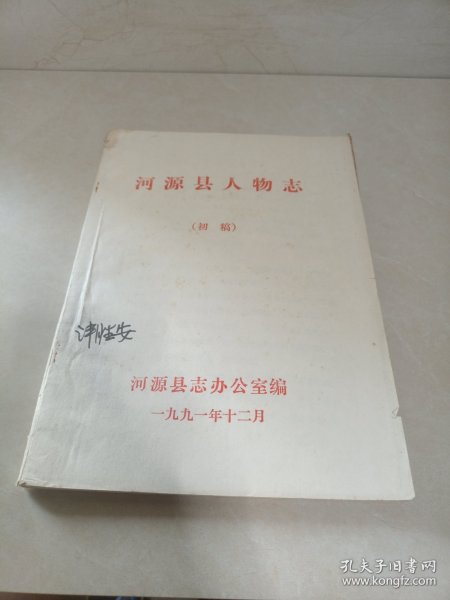 河源县人物志
（初稿）
河源县志办公室编
一九九一年十二月
孔夫子旧书网
www.kongfz.com